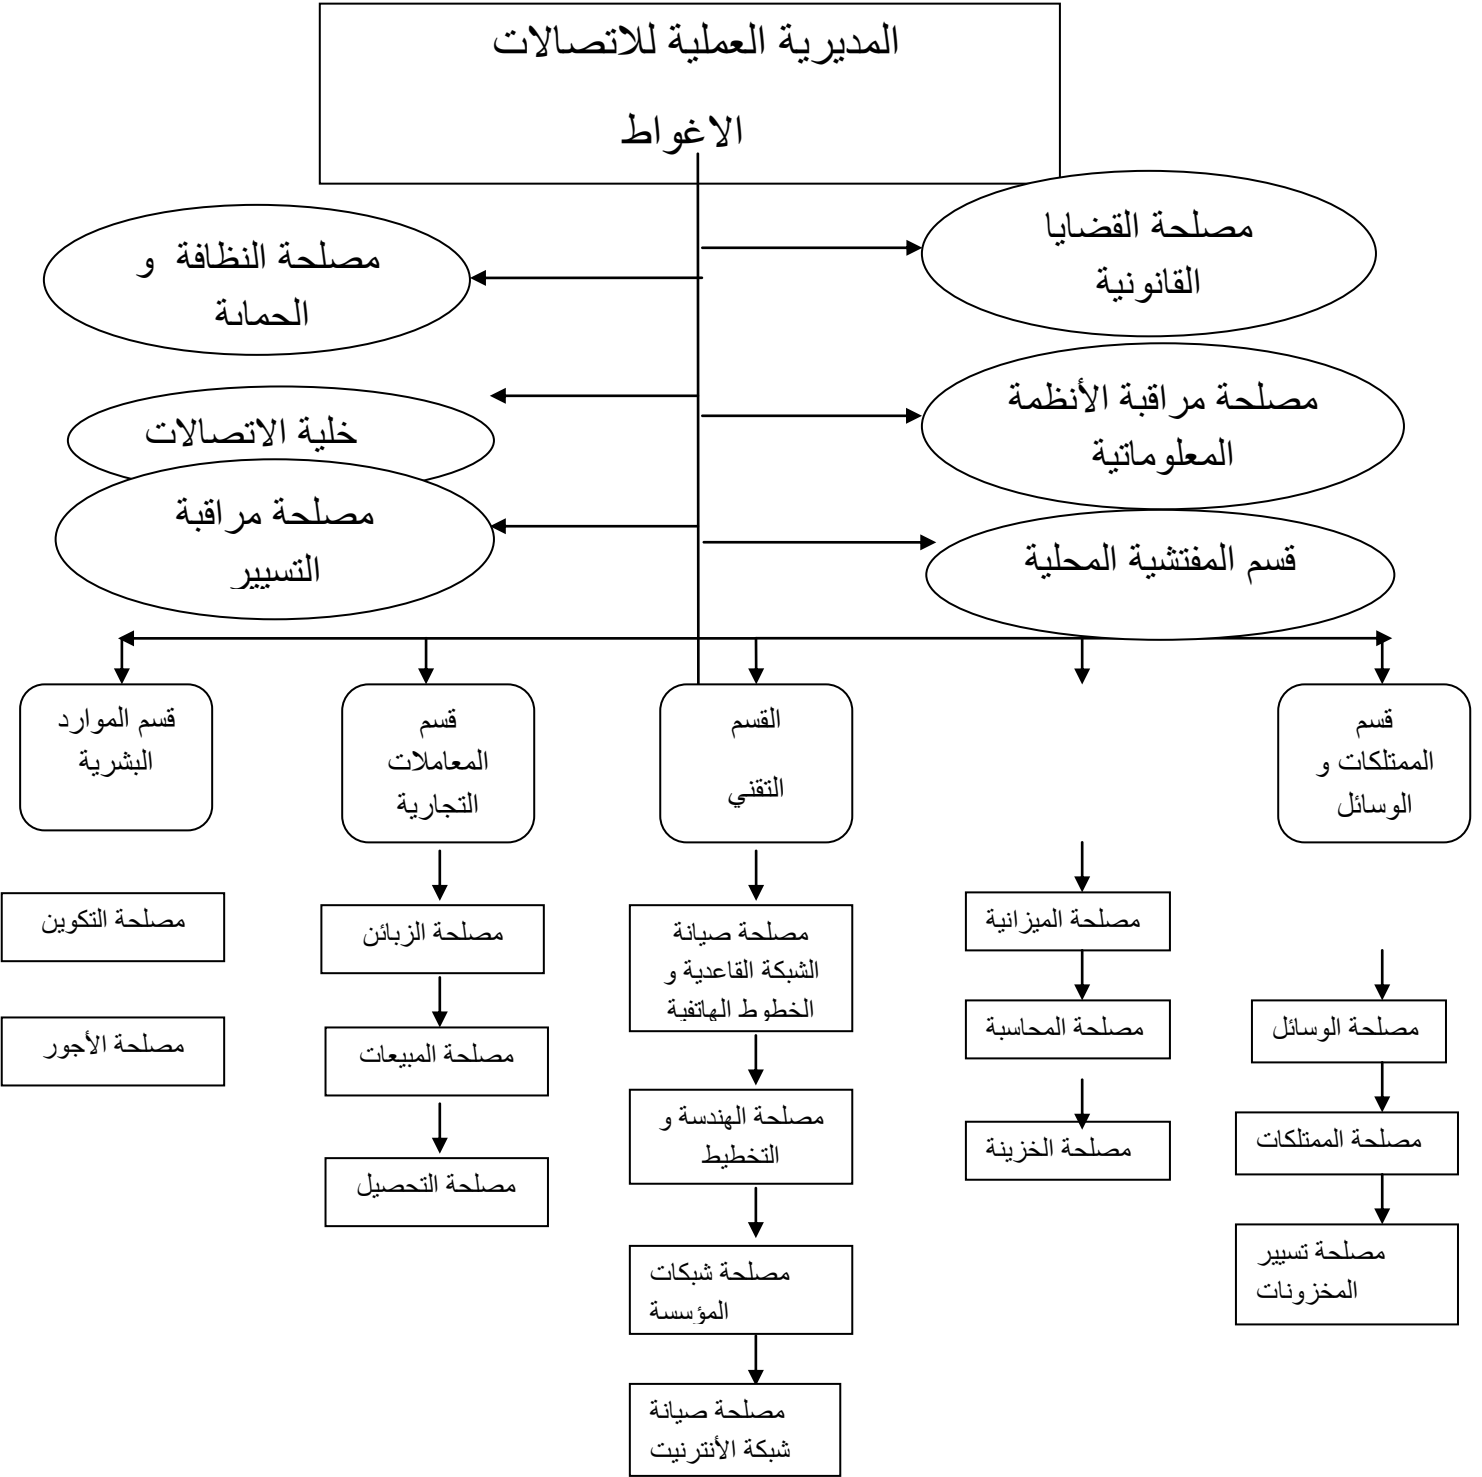 المديرية العملية للاتصالات
الاغواط
مصلحة القضايا
القانونية
مصلحة النظافة و
الحماية
مصلحة مراقبة الأنظمة
المعلوماتية
خلية الاتصالات
مصلحة مراقبة
التسيير
قسم المفتشية المحلية
قسم
الممتلكات و
الوسائل
القسم
التقني
قسم
المعاملات
التجارية
قسم الموارد
البشرية
مصلحة الوسائل
مصلحة الممتلكات
مصلحة تسيير
المخزونات
مصلحة الميزانية
مصلحة المحاسبة
مصلحة الخزينة
مصلحة صيانة
الشبكة القاعدية و
الخطوط الهاتفية
مصلحة الهندسة و
التخطيط
مصلحة شبكات
المؤسسة
مصلحة صيانة
شبكة الأنترنيت
مصلحة الزبائن
مصلحة المبيعات
مصلحة التحصيل
مصلحة التكوين
مصلحة الأجور